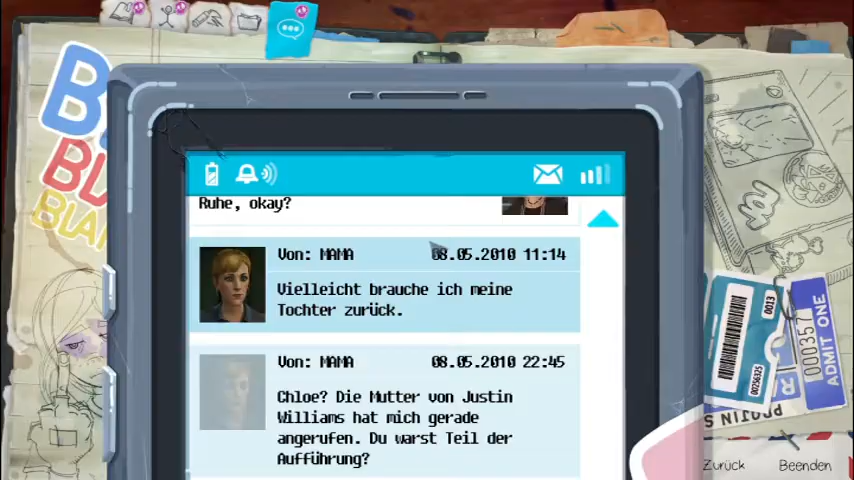 Ruhe, okay?
Von: MAMA 08.05.2010 11:14
Vielleicht brauche ich meine
Tochter zurück.
Von: MAMA 08.05.2010 22:45
Chloe? Die Mutter von Justin
Williams hat mich gerade
angerufen. Du warst Teil der
Aufführung?
0013
00256325
000357
ADMIT ONE
Zurück
Beenden